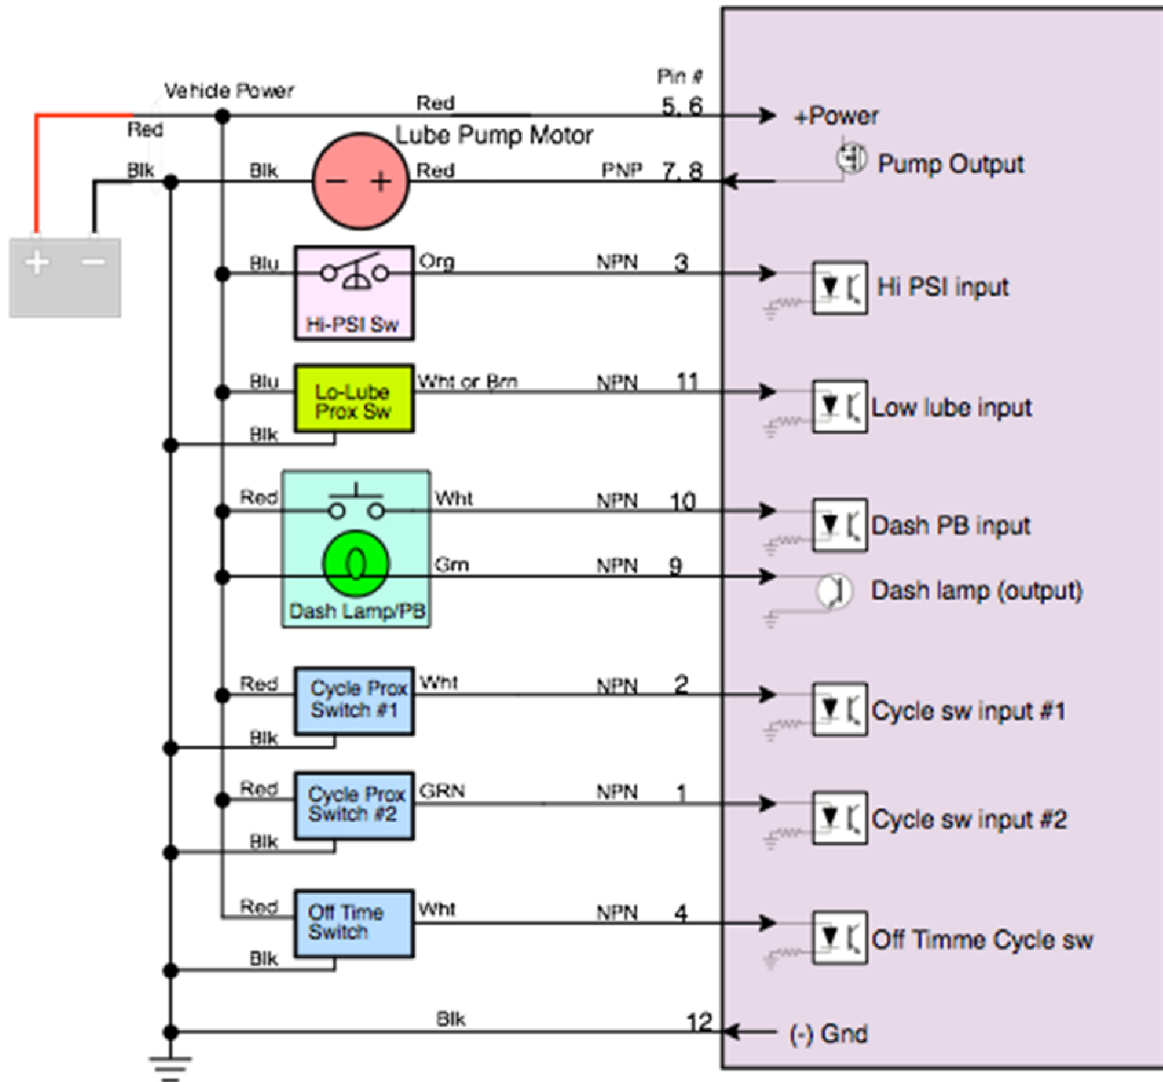 Pin #
Vehicle Power Red 5, 6 +Power
Red
Lube Pump Motor
Blk Blk − + Red PNP 7, 8 Pump Output
+ −
Blu Org NPN 3 Hi PSI input
Hi-PSI Sw
Blu Lo-Lube Prox Sw Wht or Brn NPN 11 Low lube input
Blk
Red Wht NPN 10 Dash PB input
Grn NPN 9 Dash lamp (output)
Dash Lamp/PB
Red Cycle Prox Switch #1 Wht NPN 2 Cycle sw input #1
Blk
Red Cycle Prox Switch #2 GRN NPN 1 Cycle sw input #2
Blk
Red Off Time Switch Wht NPN 4 Off Timme Cycle sw
Blk
Blk 12 (-) Gnd